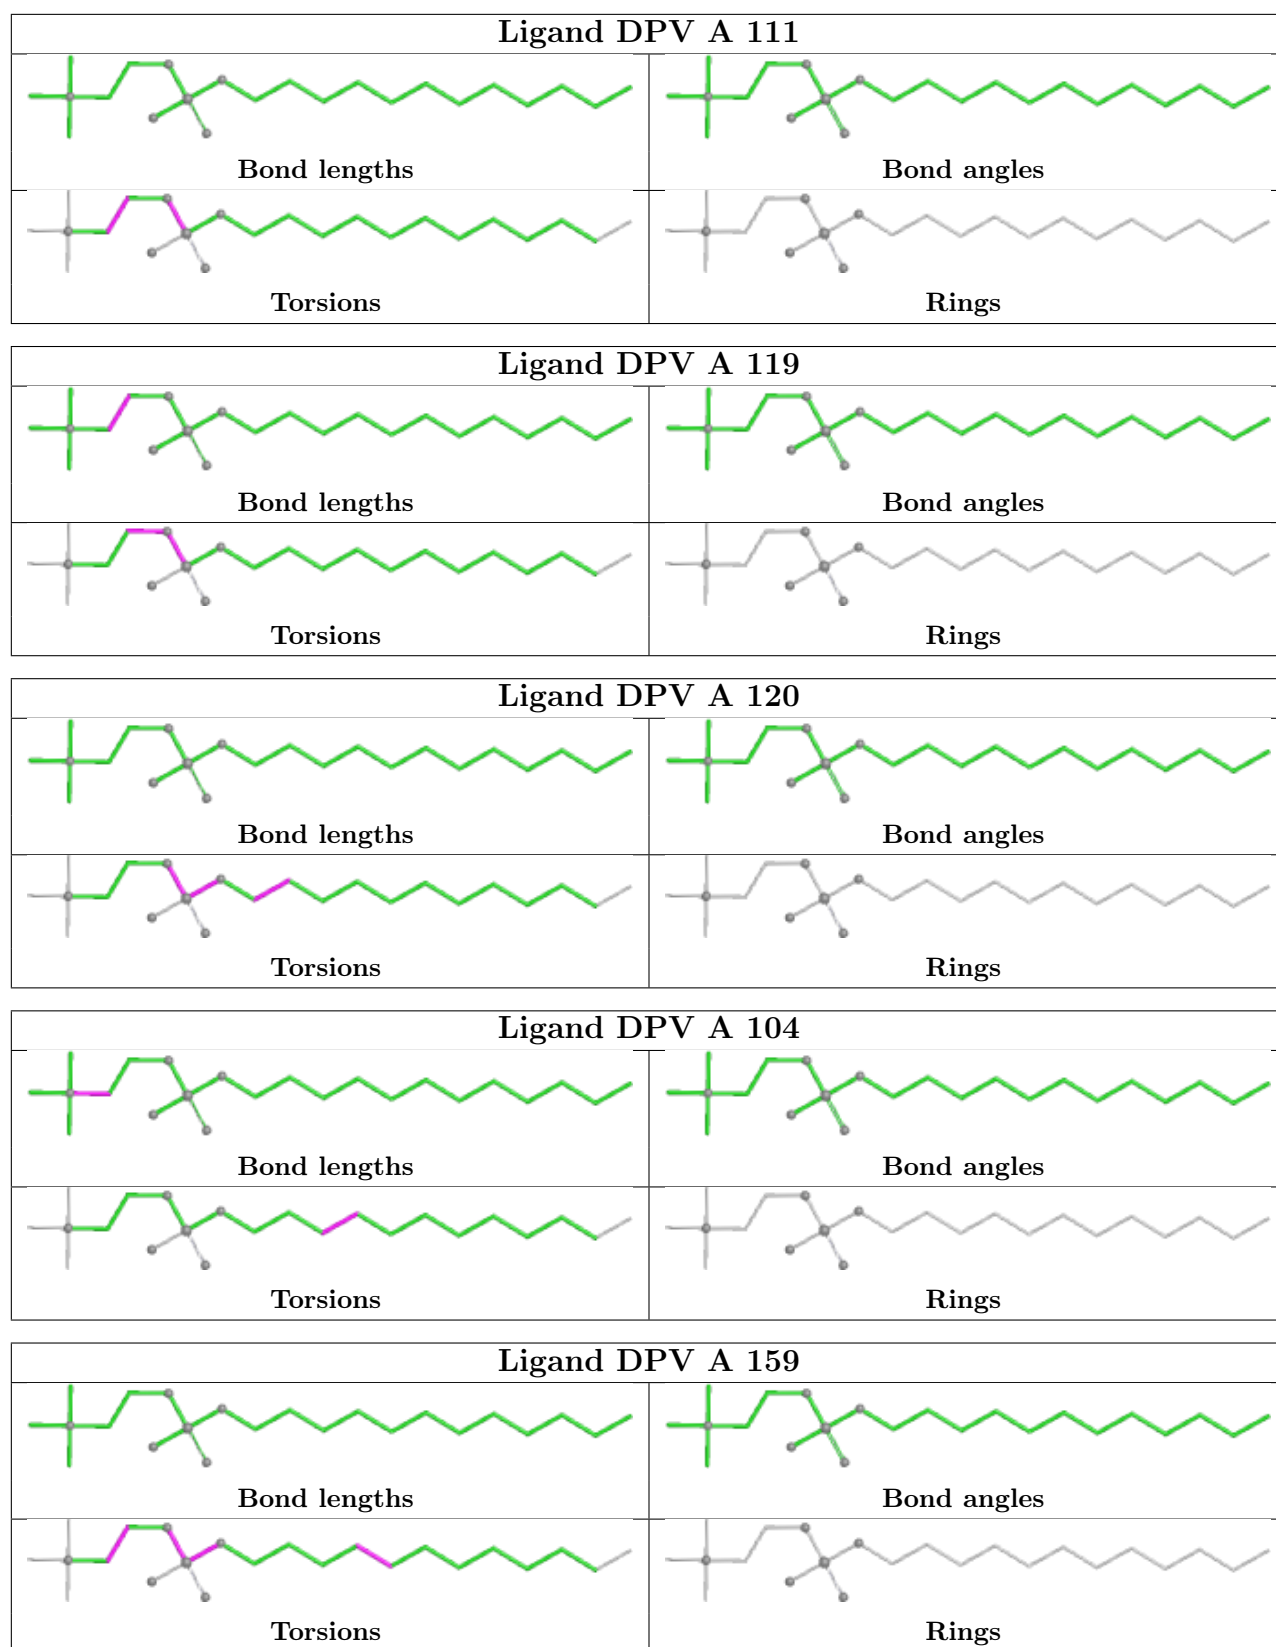 Ligand DPV A 111
Bond lengths
Bond angles
Torsions
Rings
Ligand DPV A 119
Bond lengths
Bond angles
Torsions
Rings
Ligand DPV A 120
Bond lengths
Bond angles
Torsions
Rings
Ligand DPV A 104
Bond lengths
Bond angles
Torsions
Rings
Ligand DPV A 159
Bond lengths
Bond angles
Torsions
Rings